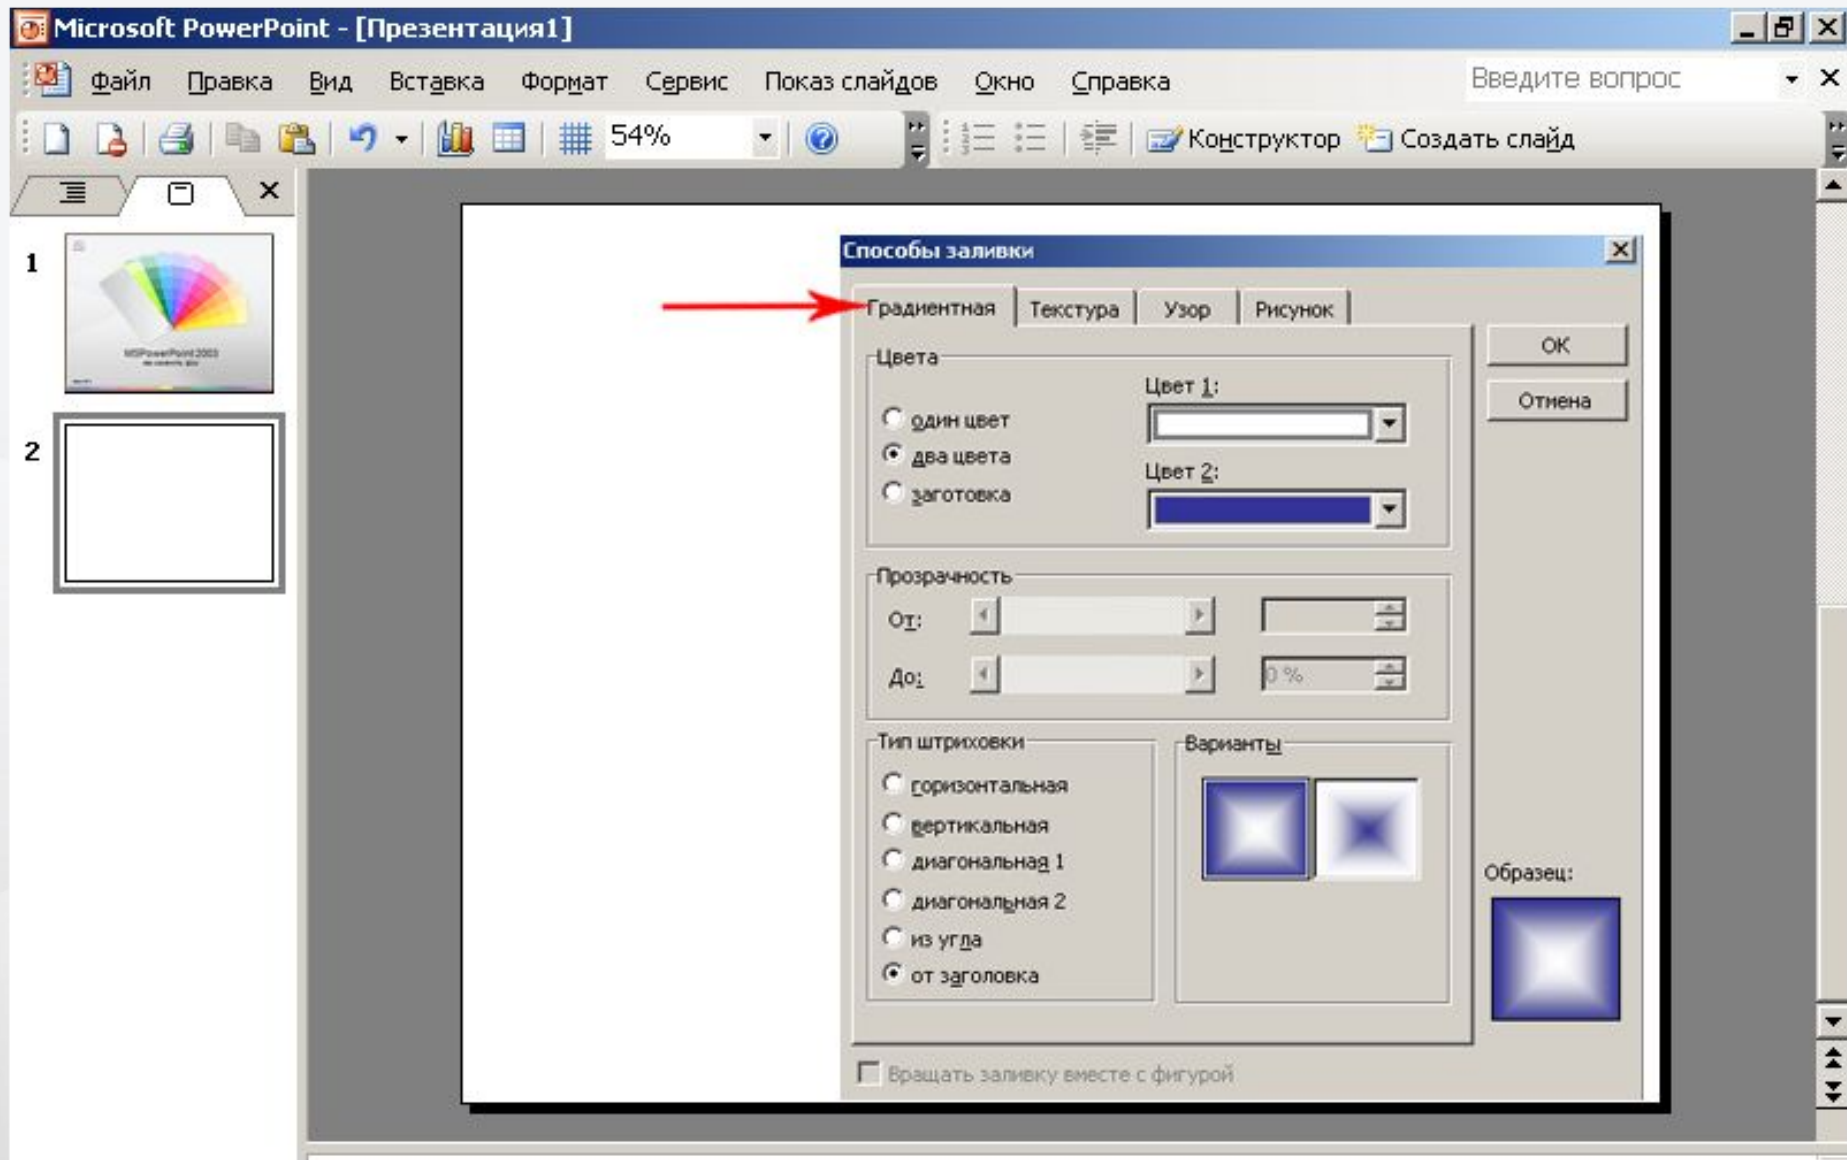 Microsoft PowerPoint - [Презентация1]
Файл Правка Вид Вставка Формат Сервис Показ слайдов Окно Справка Введите вопрос
54% Конструктор Создать слайд
1
MSPowerPoint 2003
2
Способы заливки
Градиентная Текстура Узор Рисунок
ОК
Отмена
Цвета
один цвет
два цвета
заготовка
Цвет 1:
Цвет 2:
Прозрачность
От:
До: 0 %
Тип штриховки
горизонтальная
вертикальная
диагональная 1
диагональная 2
из угла
от заголовка
Варианты
Образец:
Вращать заливку вместе с фигурой